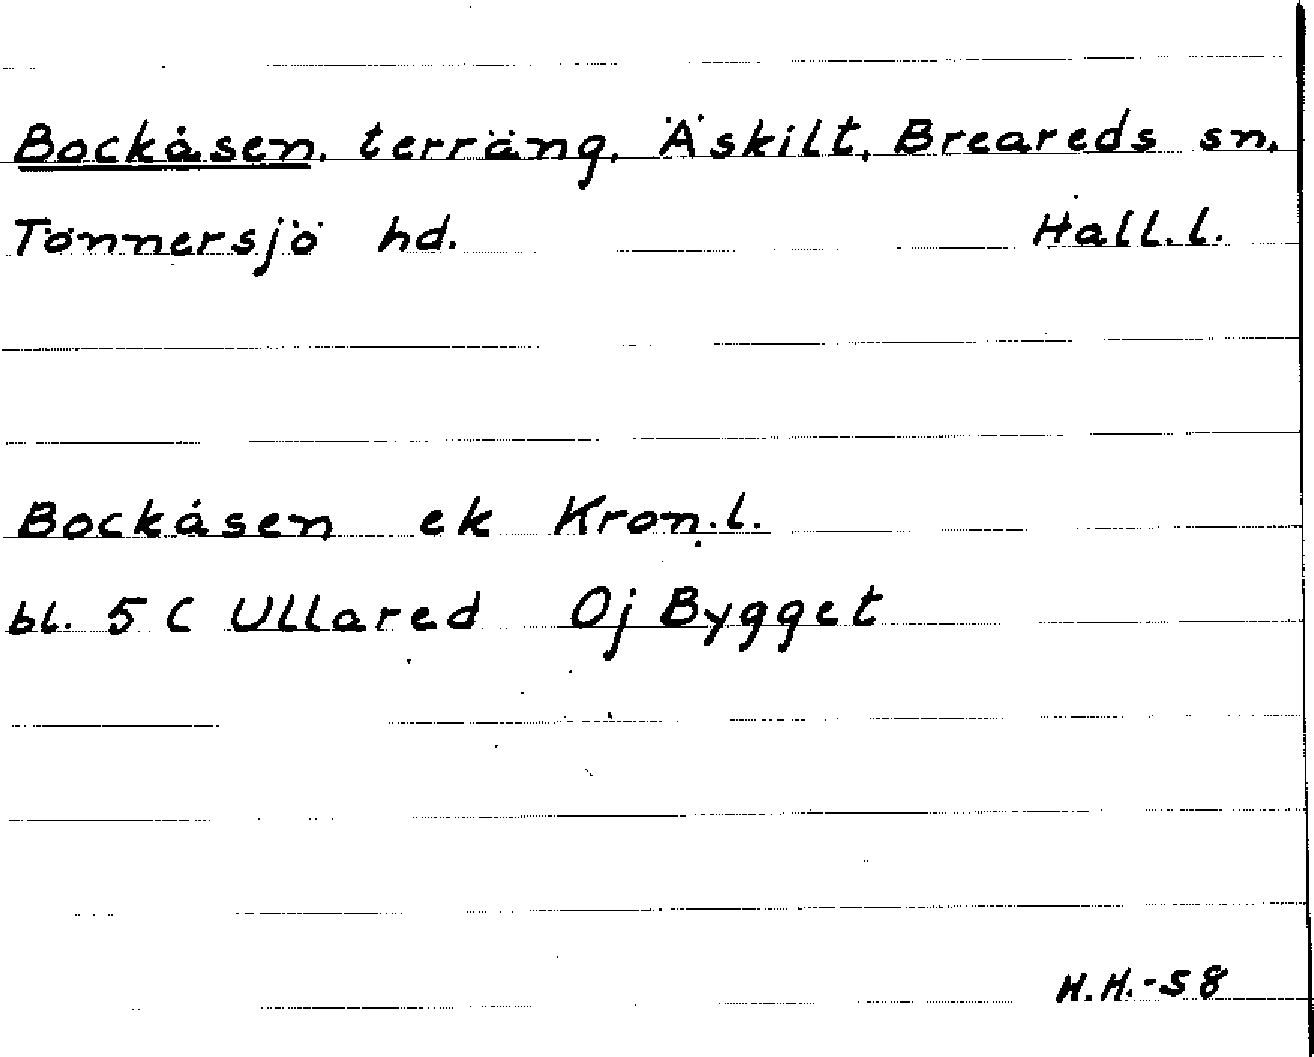 Bockåsen, terräng, Äskilt, Breareds sn,
Tönnersjö hd. Hall.l.
Bockåsen ek Kron.l.
bl. 5 C Ullared Oj Bygget
H.H.-58